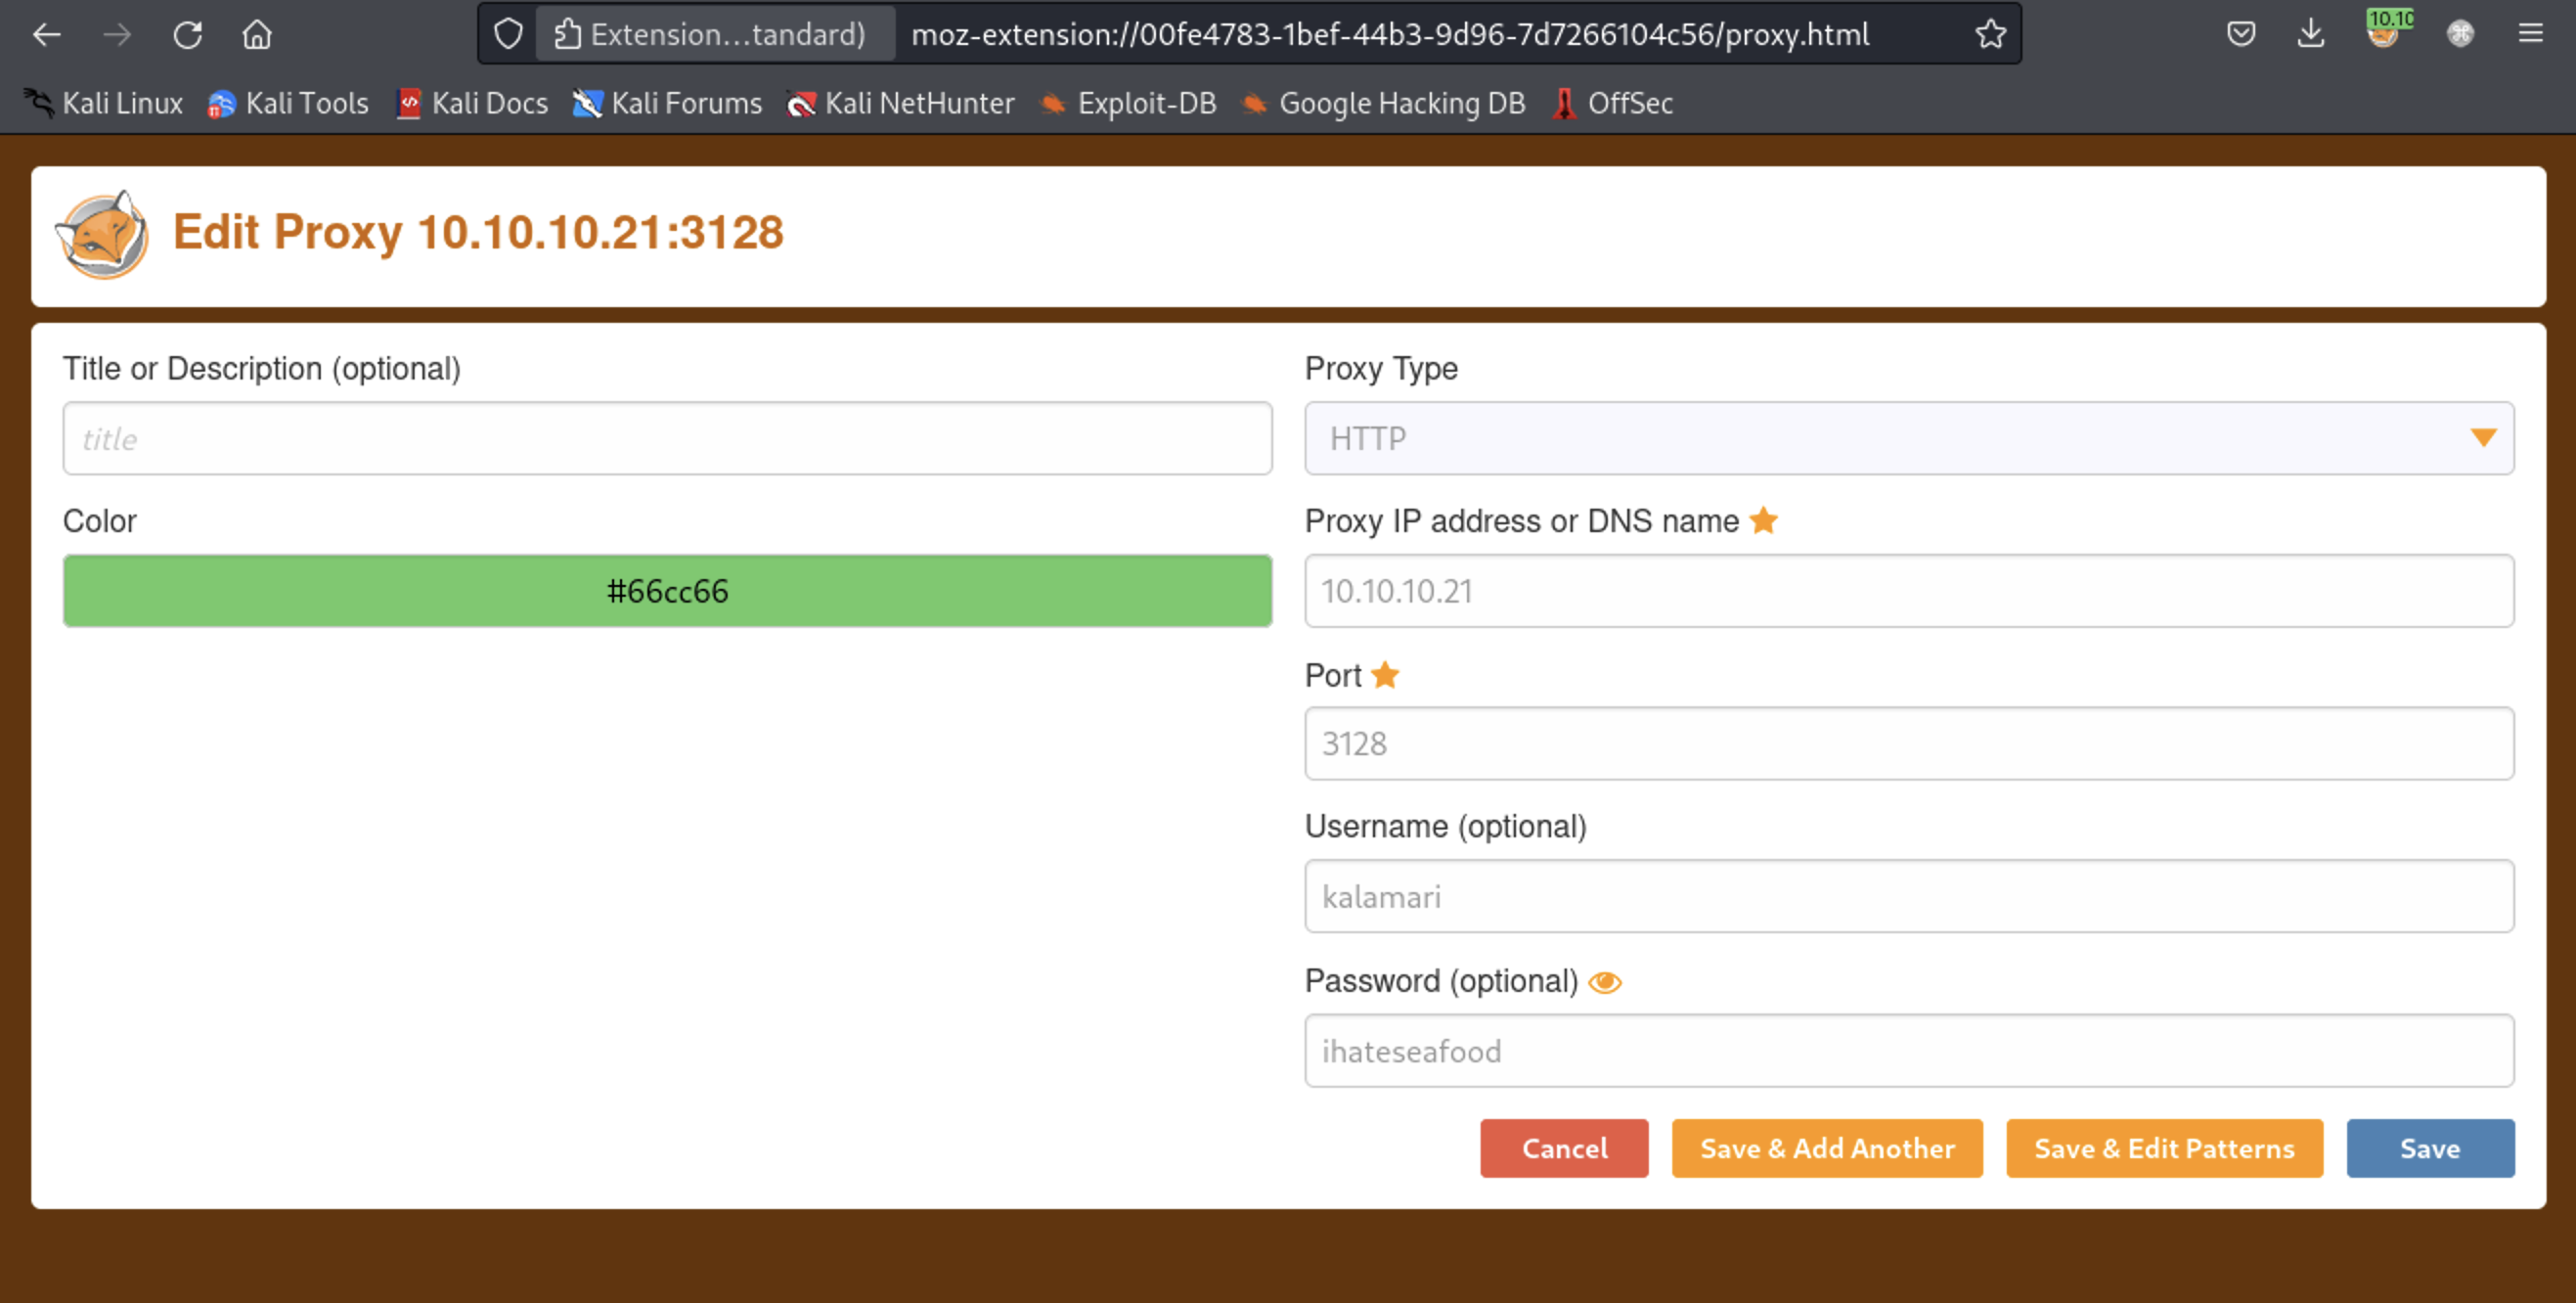 Extension...tandard) moz-extension://00fe4783-1bef-44b3-9d96-7d7266104c56/proxy.html 10.10
Kali Linux Kali Tools Kali Docs Kali Forums Kali NetHunter Exploit-DB Google Hacking DB OffSec
Edit Proxy 10.10.10.21:3128
Title or Description (optional)
title
Color
#66cc66
Proxy Type
HTTP
Proxy IP address or DNS name
10.10.10.21
Port
3128
Username (optional)
kalamari
Password (optional)
ihateseafood
Cancel Save & Add Another Save & Edit Patterns Save